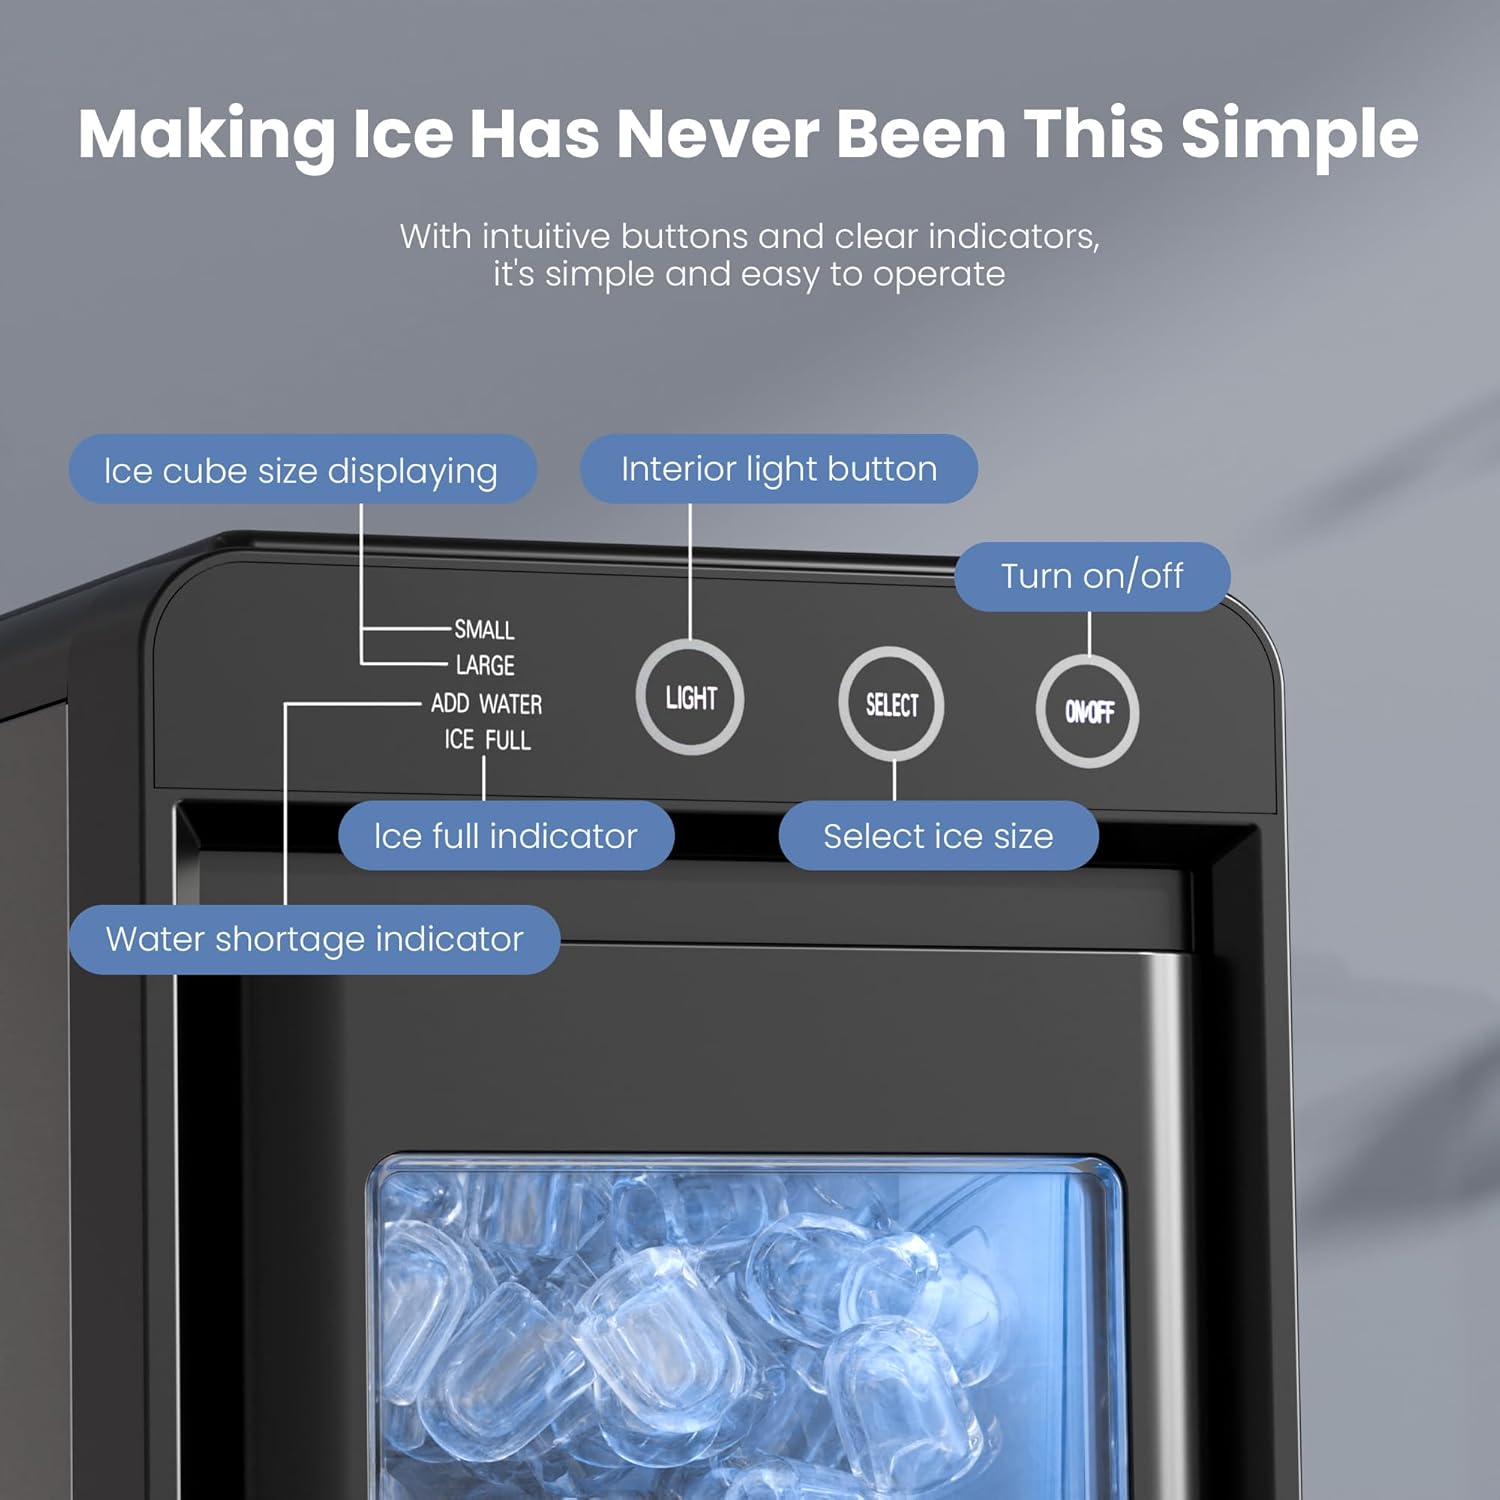 Making Ice Has Never Been This Simple
With intuitive buttons and clear indicators,
it's simple and easy to operate
Ice cube size displaying
Interior light button
Turn on/off
SMALL
LARGE
ADD WATER
ICE FULL
LIGHT
SELECT
ON/OFF
Ice full indicator
Select ice size
Water shortage indicator